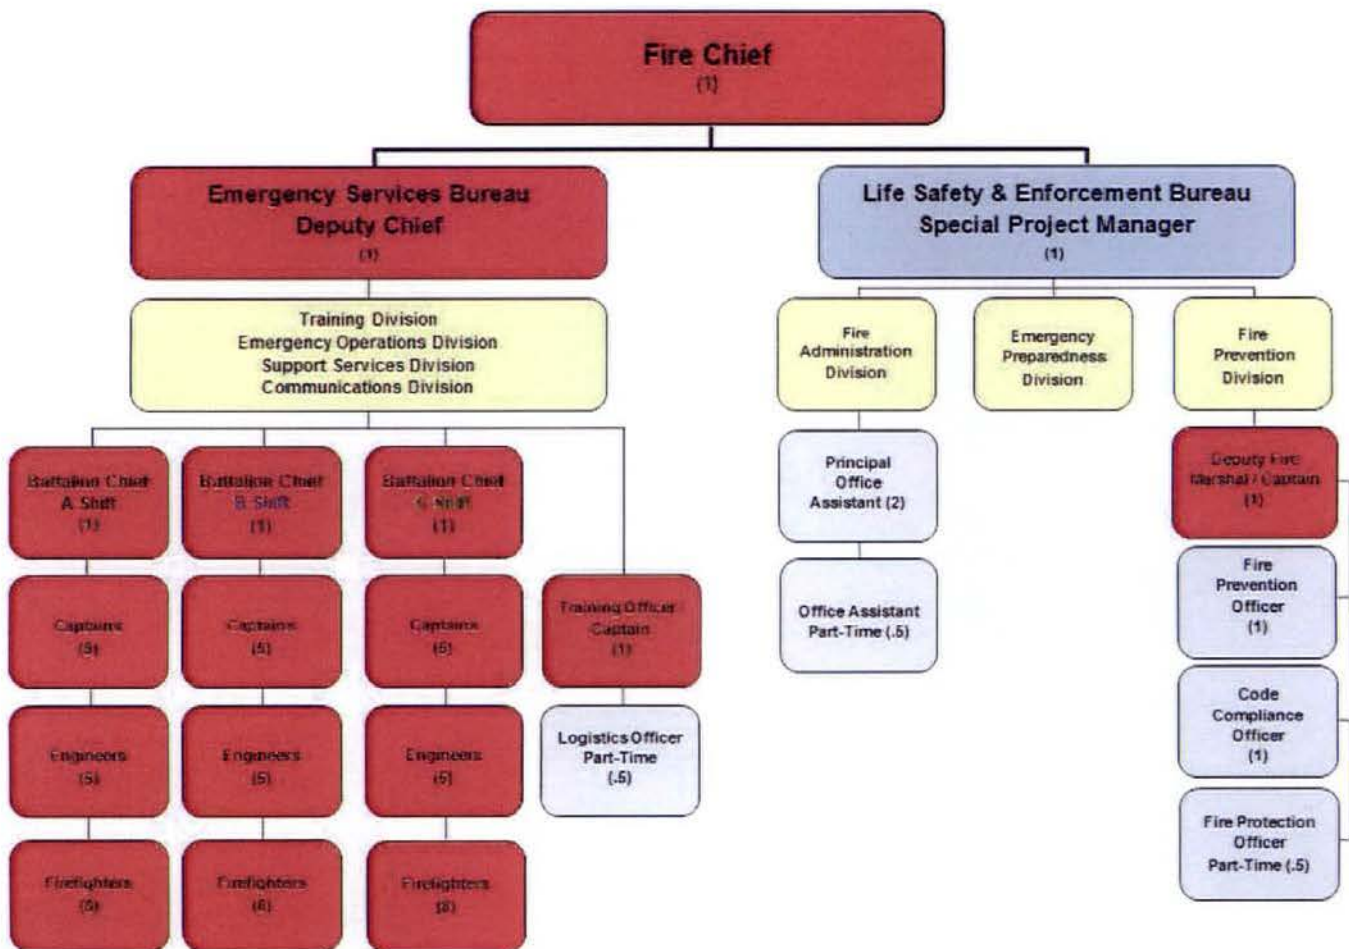 Fire Chief
(1)
Emergency Services Bureau
Deputy Chief
(1)
Life Safety & Enforcement Bureau
Special Project Manager
(1)
Training Division
Emergency Operations Division
Support Services Division
Communications Division
Fire
Administration
Division
Emergency
Preparedness
Division
Fire
Prevention
Division
Battalion Chief
A Shift
(1)
Battalion Chief
B Shift
(1)
Battalion Chief
C Shift
(1)
Principal
Office
Assistant (2)
Deputy Fire
Marshal / Captain
(1)
Captains
(5)
Captains
(5)
Captains
(5)
Training Officer
Captain
(1)
Office Assistant
Part-Time (.5)
Fire
Prevention
Officer
(1)
Engineers
(5)
Engineers
(5)
Engineers
(5)
Logistics Officer
Part-Time
(.5)
Code
Compliance
Officer
(1)
Firefighters
Firefighters
Firefighters
Fire Protection
Officer
Part-Time (.5)